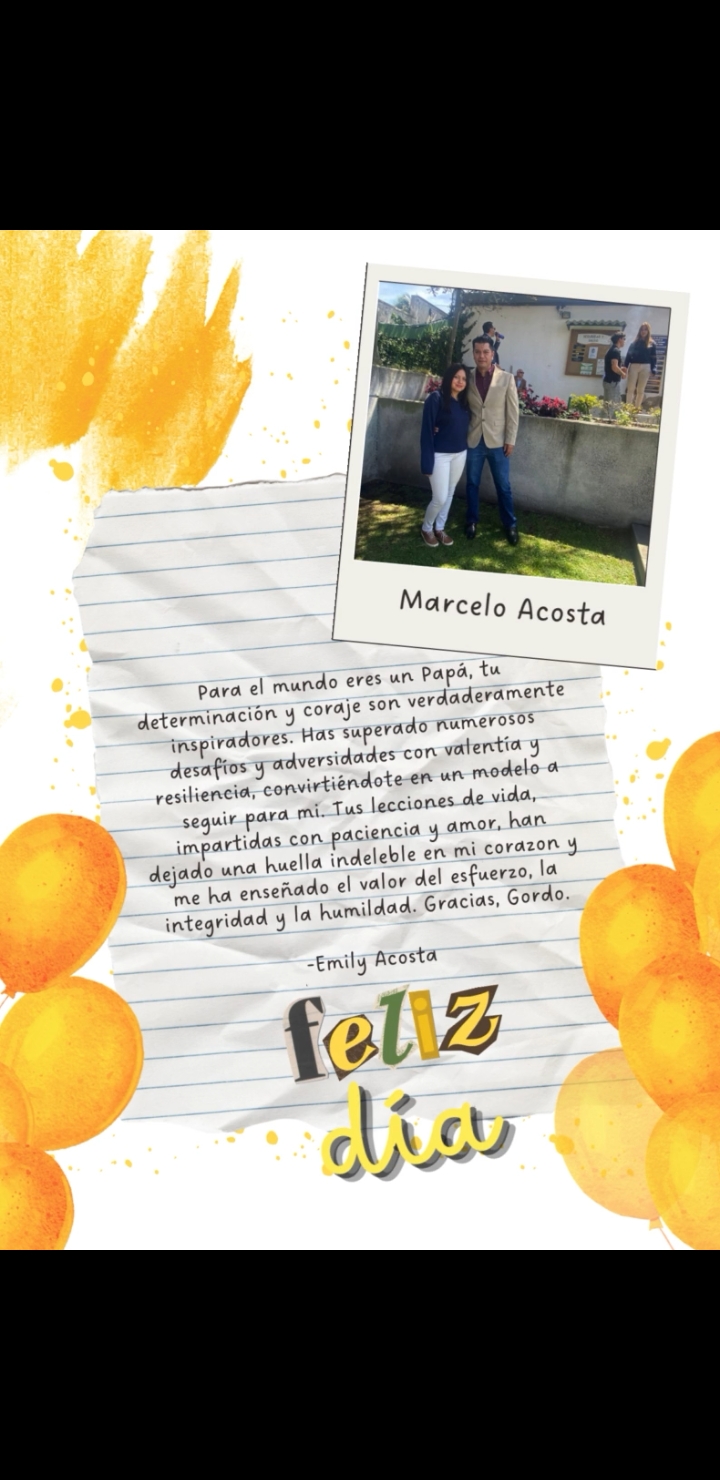 Marcelo Acosta
Para el mundo eres un Papá, tu
determinación y coraje son verdaderamente
inspiradores. Has superado numerosos
desafíos y adversidades con valentía y
resiliencia, convirtiéndote en un modelo a
seguir para mi. Tus lecciones de vida,
impartidas con paciencia y amor, han
dejado una huella indeleble en mi corazon y
me ha enseñado el valor del esfuerzo, la
integridad y la humildad. Gracias, Gordo.
-Emily Acosta
feliz
día